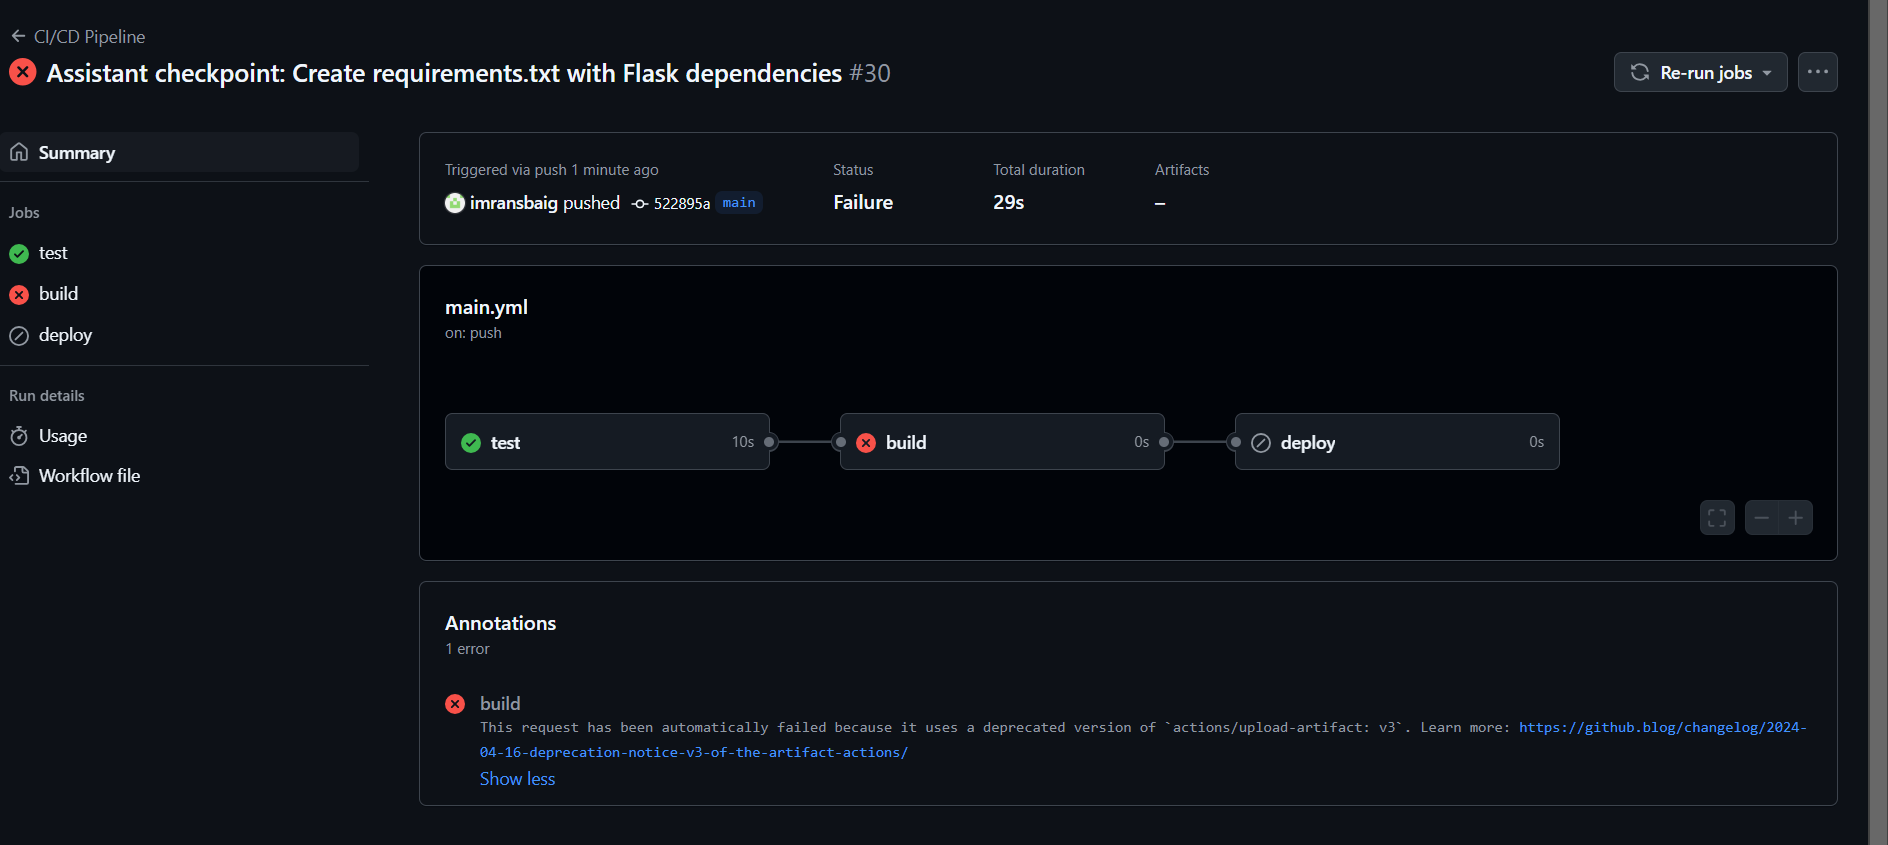 CI/CD Pipeline
Assistant checkpoint: Create requirements.txt with Flask dependencies #30
Re-run jobs
Summary
Jobs
test
build
deploy
Run details
Usage
Workflow file
Triggered via push 1 minute ago
imransbaig pushed 522895a main
Status
Failure
Total duration
29s
Artifacts
–
main.yml
on: push
test 10s
build 0s
deploy 0s
Annotations
1 error
build
This request has been automatically failed because it uses a deprecated version of `actions/upload-artifact: v3`. Learn more: https://github.blog/changelog/2024-
04-16-deprecation-notice-v3-of-the-artifact-actions/
Show less